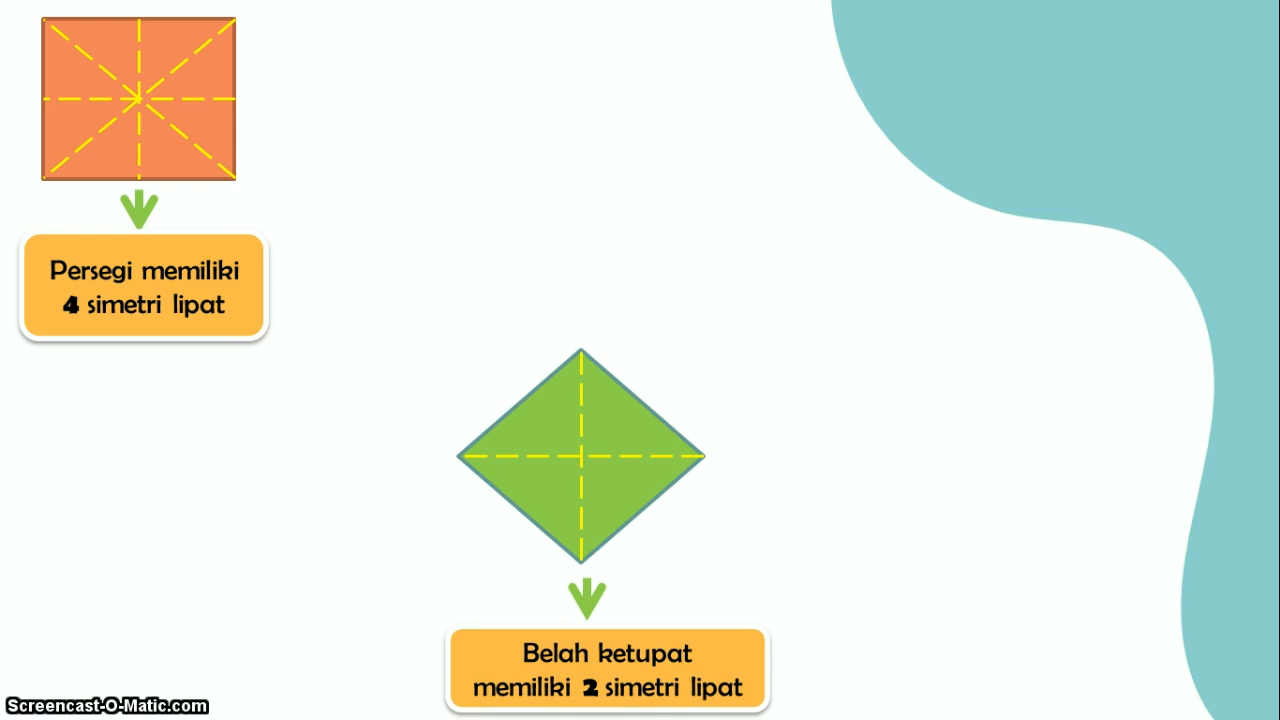 Persegi memiliki
4 simetri lipat
Belah ketupat
memiliki 2 simetri lipat
Screencast-O-Matic.com